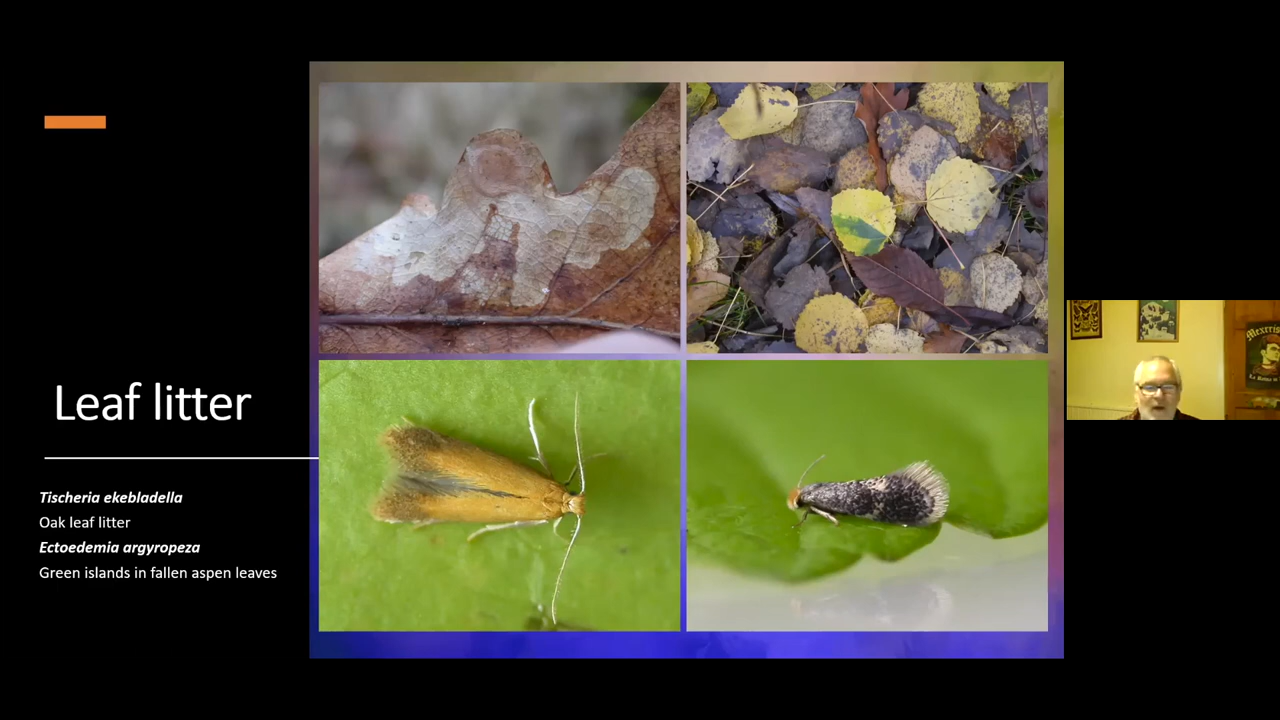 Leaf litter
Tischeria ekebladella
Oak leaf litter
Ectoedemia argyropeza
Green islands in fallen aspen leaves